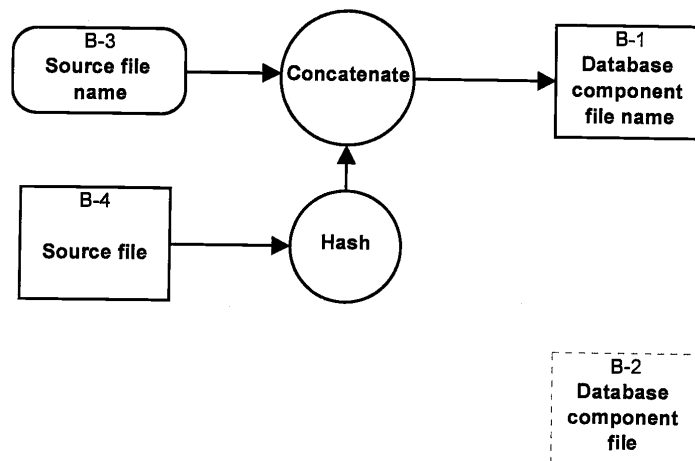 B-3
Source file
name
Concatenate
B-1
Database
component
file name
B-4
Source file
Hash
B-2
Database
component
file